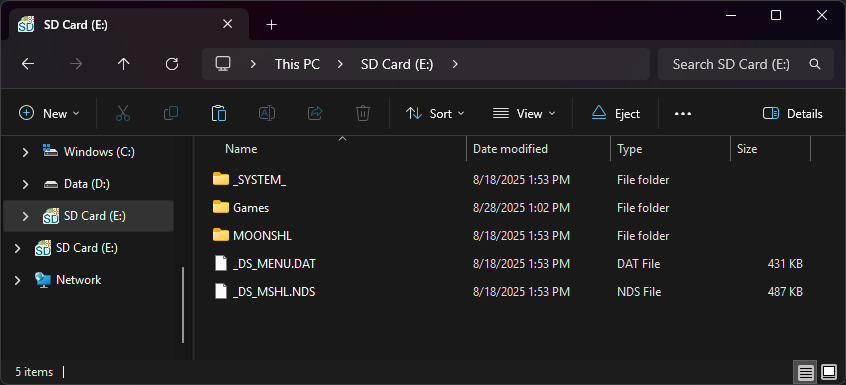 SD Card (E:)
This PC > SD Card (E:) > Search SD Card (E:)
New Sort View Eject Details
Name Date modified Type Size
Windows (C:)
Data (D:)
SD Card (E:)
SD Card (E:)
Network
_SYSTEM_ 8/18/2025 1:53 PM File folder
Games 8/28/2025 1:02 PM File folder
MOONSHL 8/18/2025 1:53 PM File folder
_DS_MENU.DAT 8/18/2025 1:53 PM DAT File 431 KB
_DS_MSHL.NDS 8/18/2025 1:53 PM NDS File 487 KB
5 items